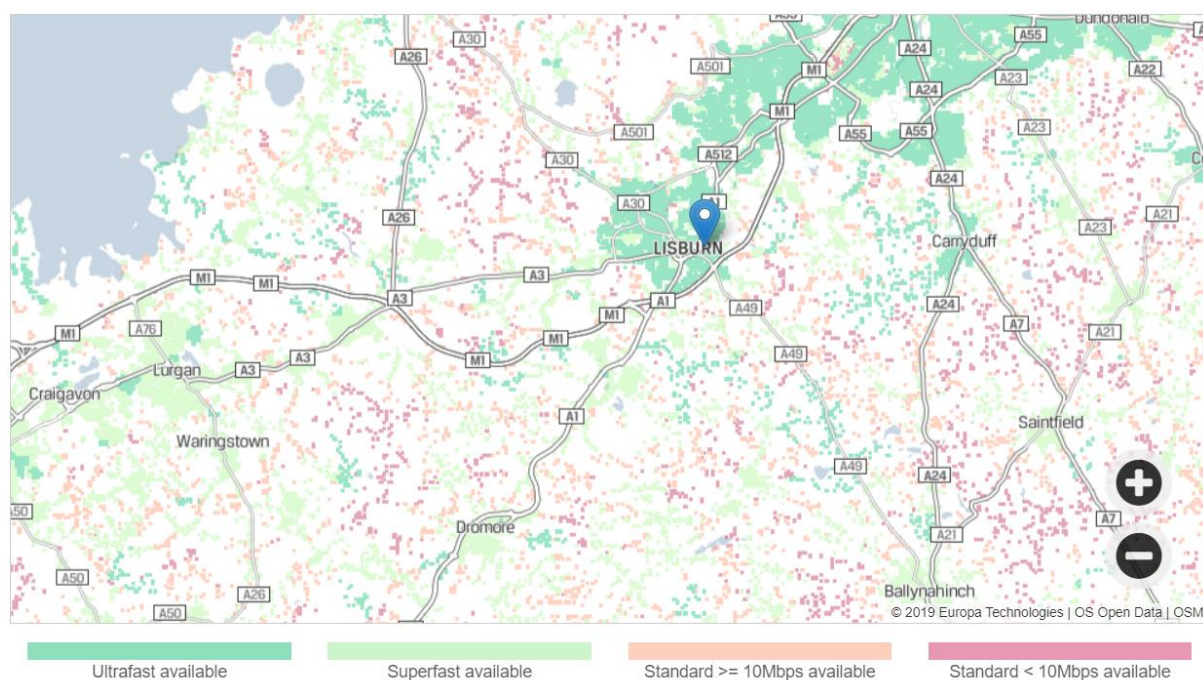 A55
Dundonald
A30
A26
A24
A55
A501
M1
A23
A22
A24
M1
A501
A55
A55
A23
A512
A30
A24
A30
A1
A26
A21
A23
LISBURN
Carryduff
A3
M1
M1
A3
A1
A24
M1
A49
A7
M1
A76
M1
A21
A3
A49
Lurgan
A3
M1
Craigavon
A1
Saintfield
Waringstown
A49
A24
A50
A7
Dromore
A21
A50
A26
Ballynahinch
A50
© 2019 Europa Technologies | OS Open Data | OSM
Ultrafast available
Superfast available
Standard >= 10Mbps available
Standard < 10Mbps available